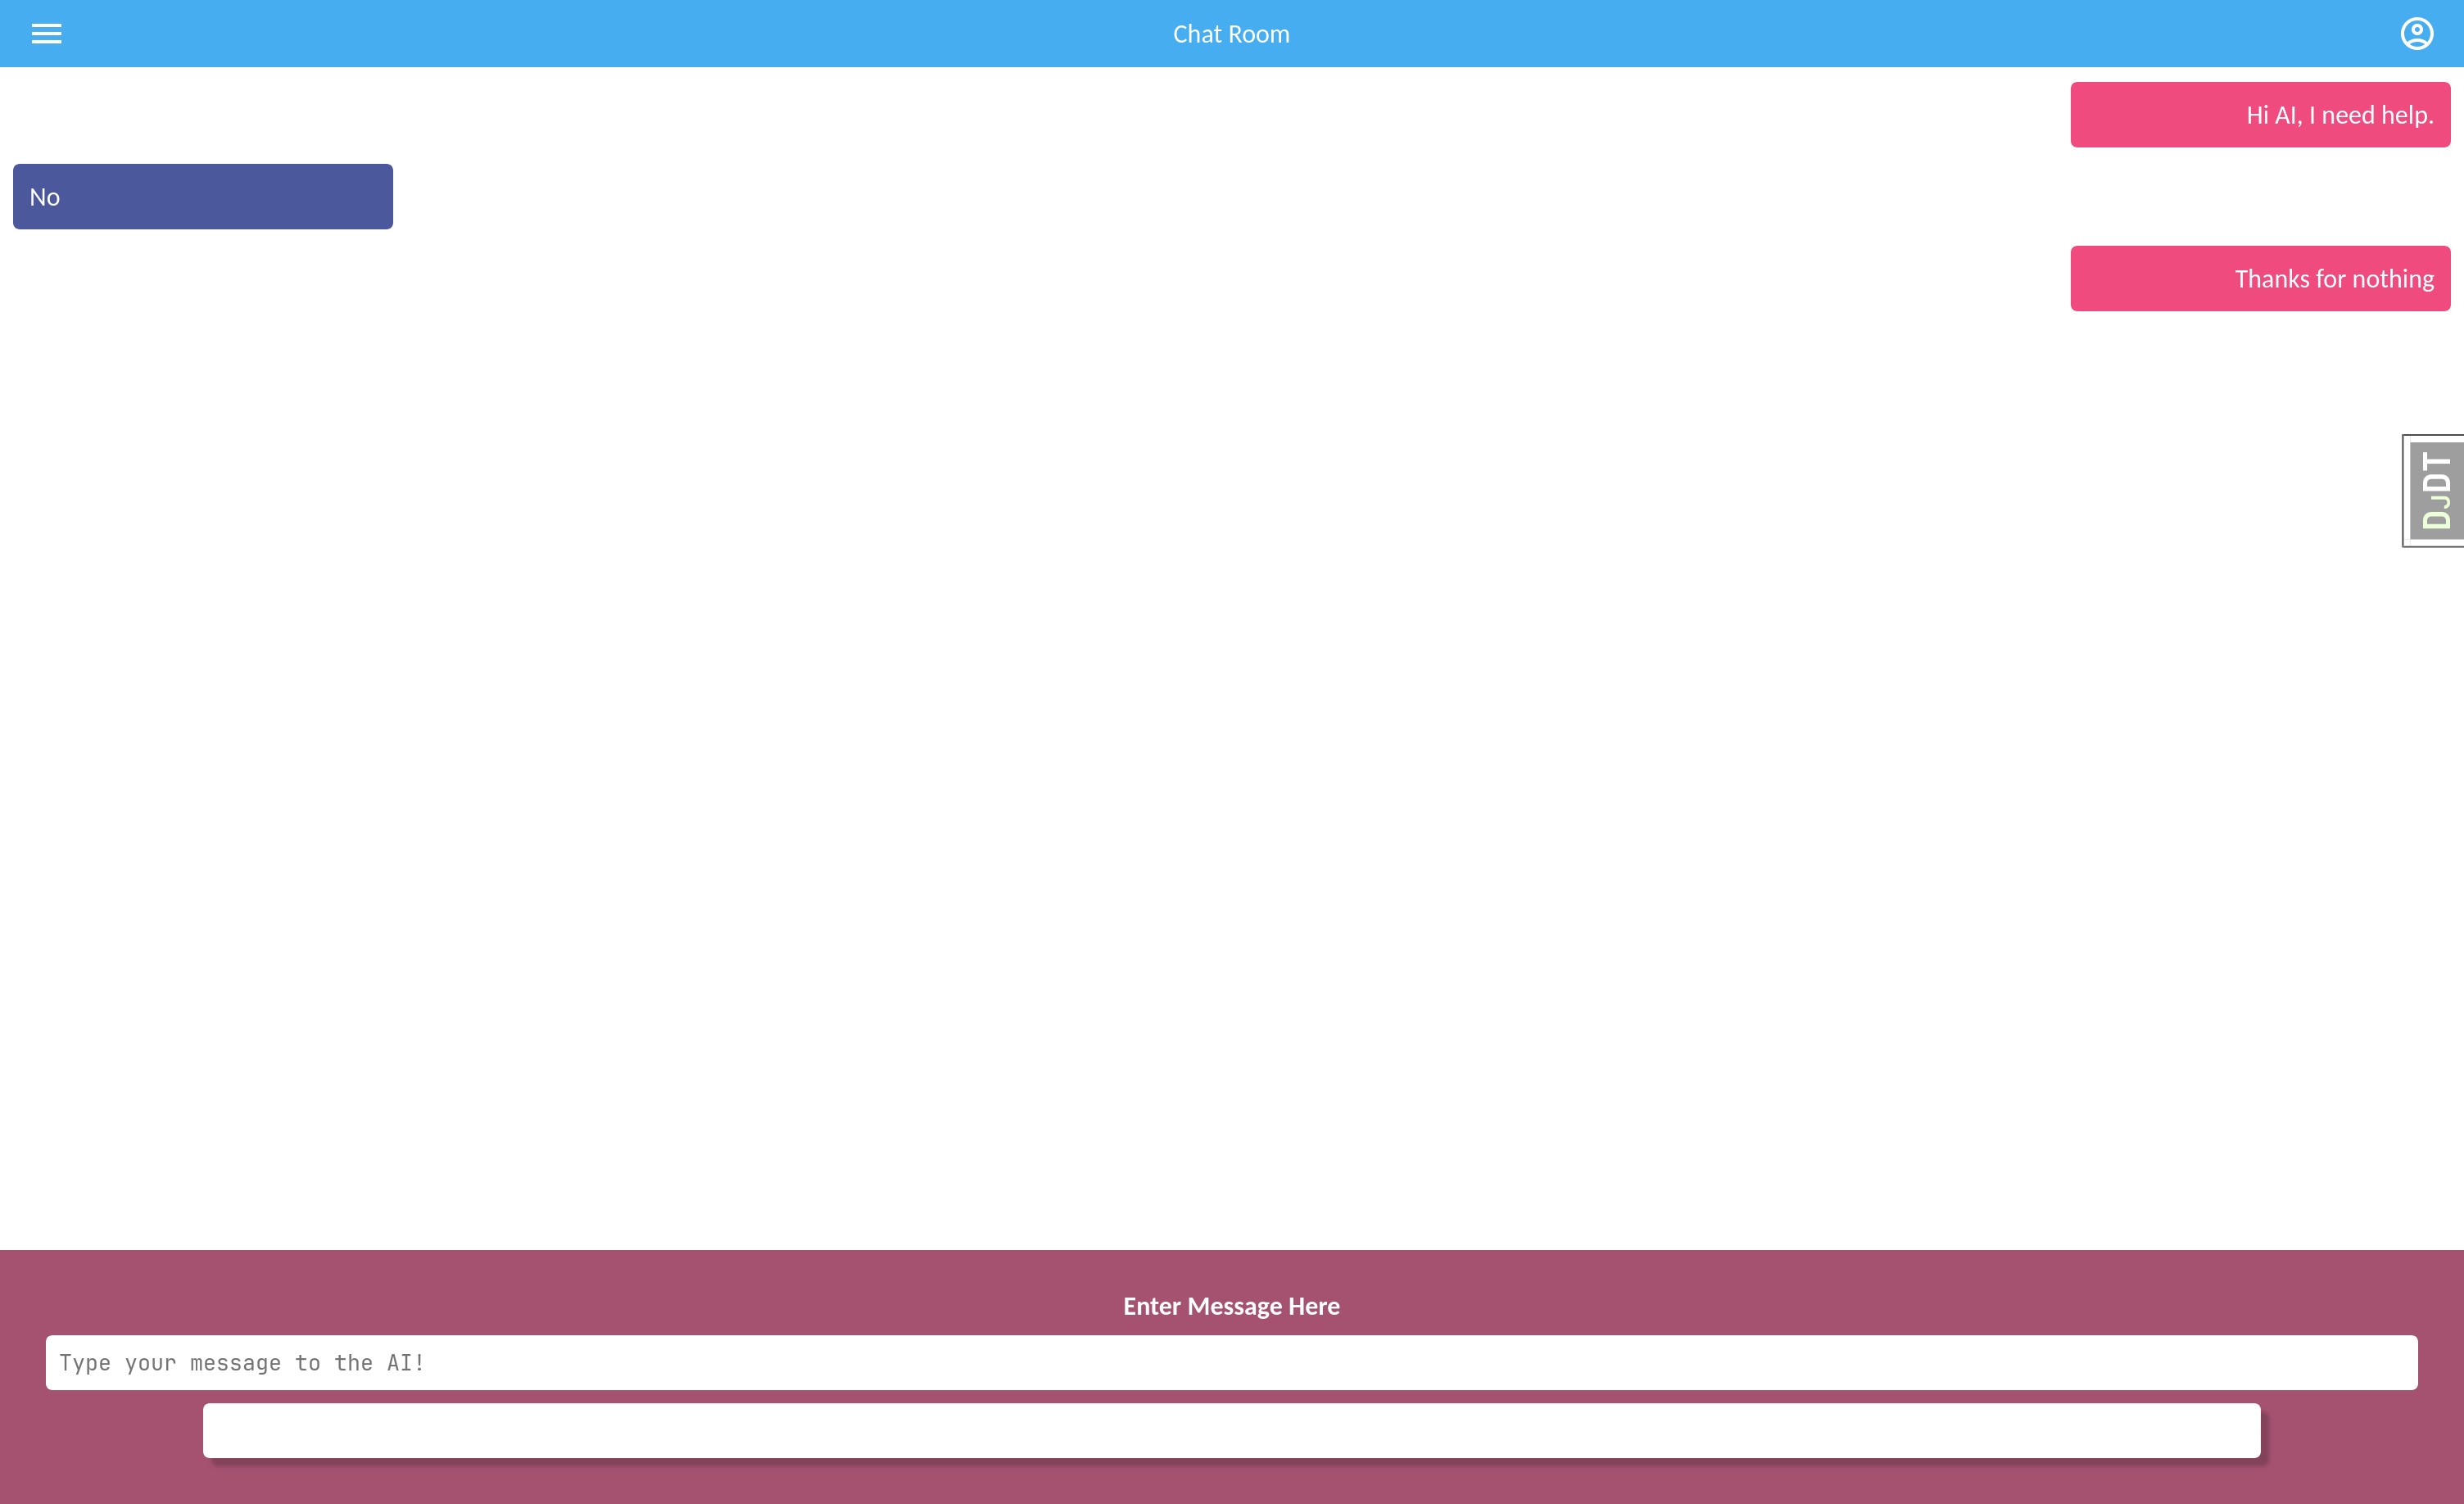 Chat Room
Hi AI, I need help.
No
Thanks for nothing
DJDT
Enter Message Here
Type your message to the AI!